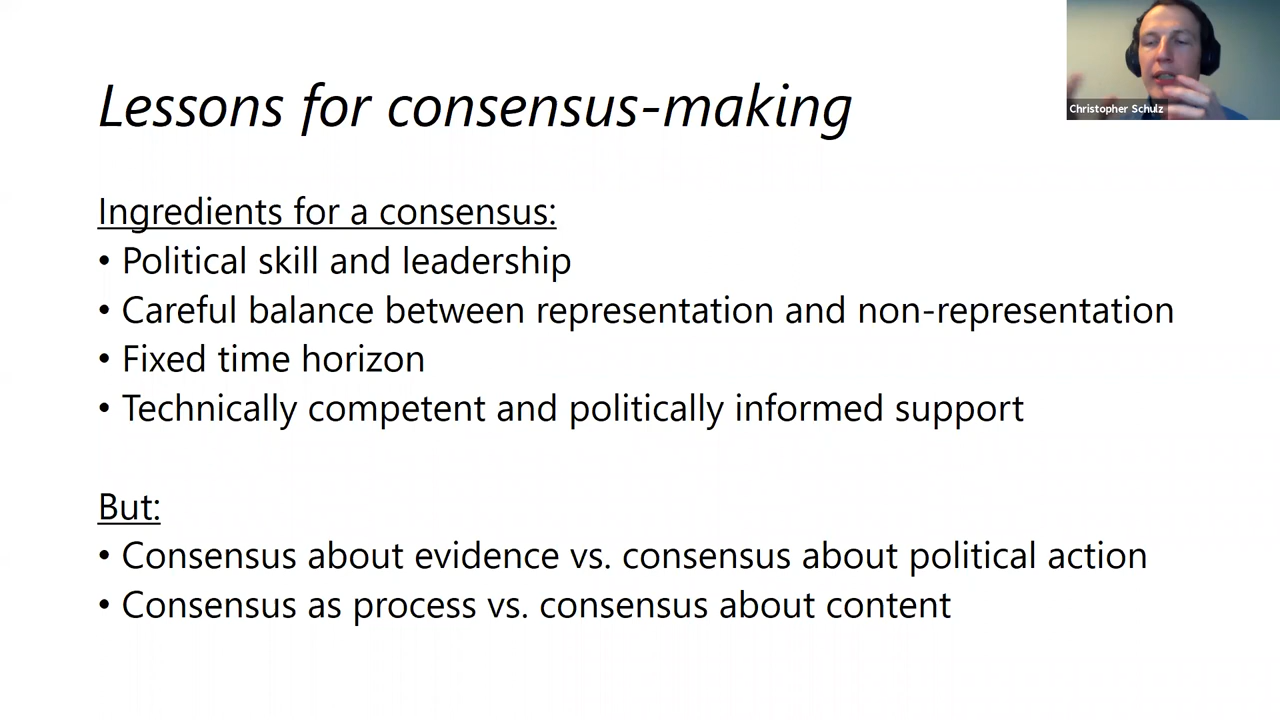 Lessons for consensus-making
Christopher Schulz
Ingredients for a consensus:
• Political skill and leadership
• Careful balance between representation and non-representation
• Fixed time horizon
• Technically competent and politically informed support
But:
• Consensus about evidence vs. consensus about political action
• Consensus as process vs. consensus about content